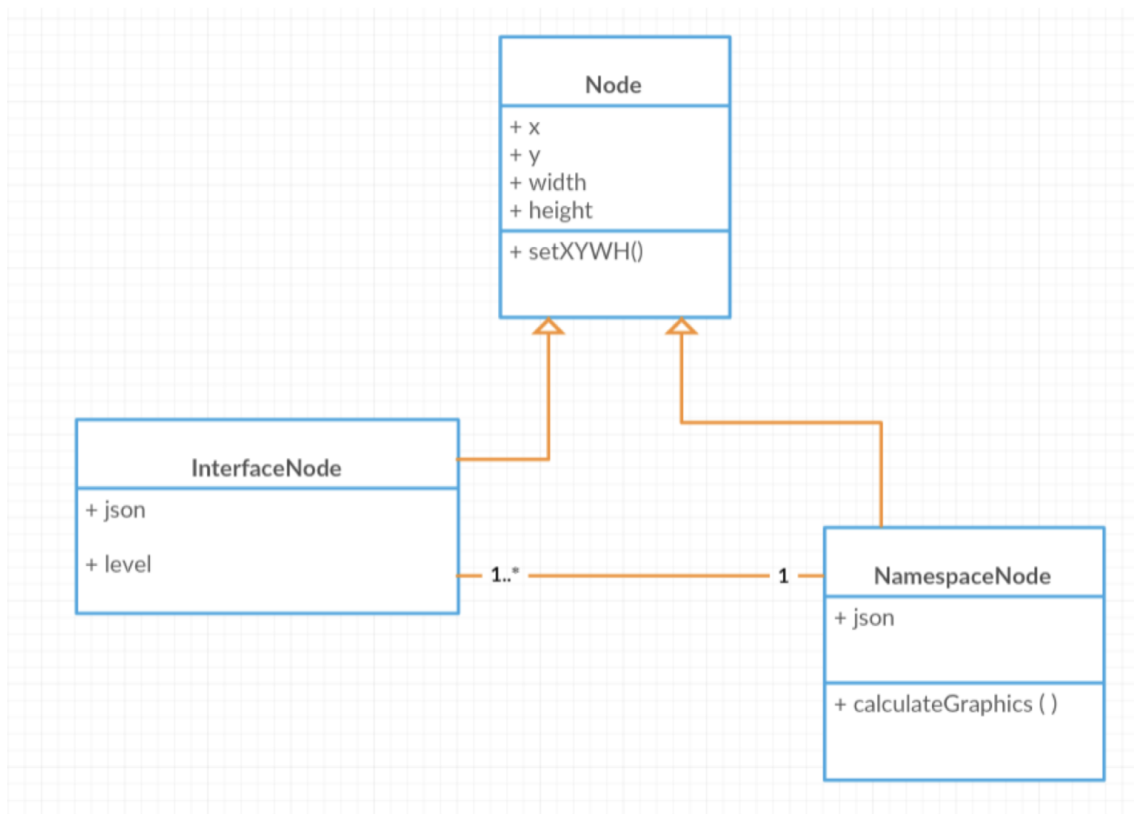 Node
+ x
+ y
+ width
+ height
+ setXYWH()
InterfaceNode
+ json
+ level
1..*
1
NamespaceNode
+ json
+ calculateGraphics ( )